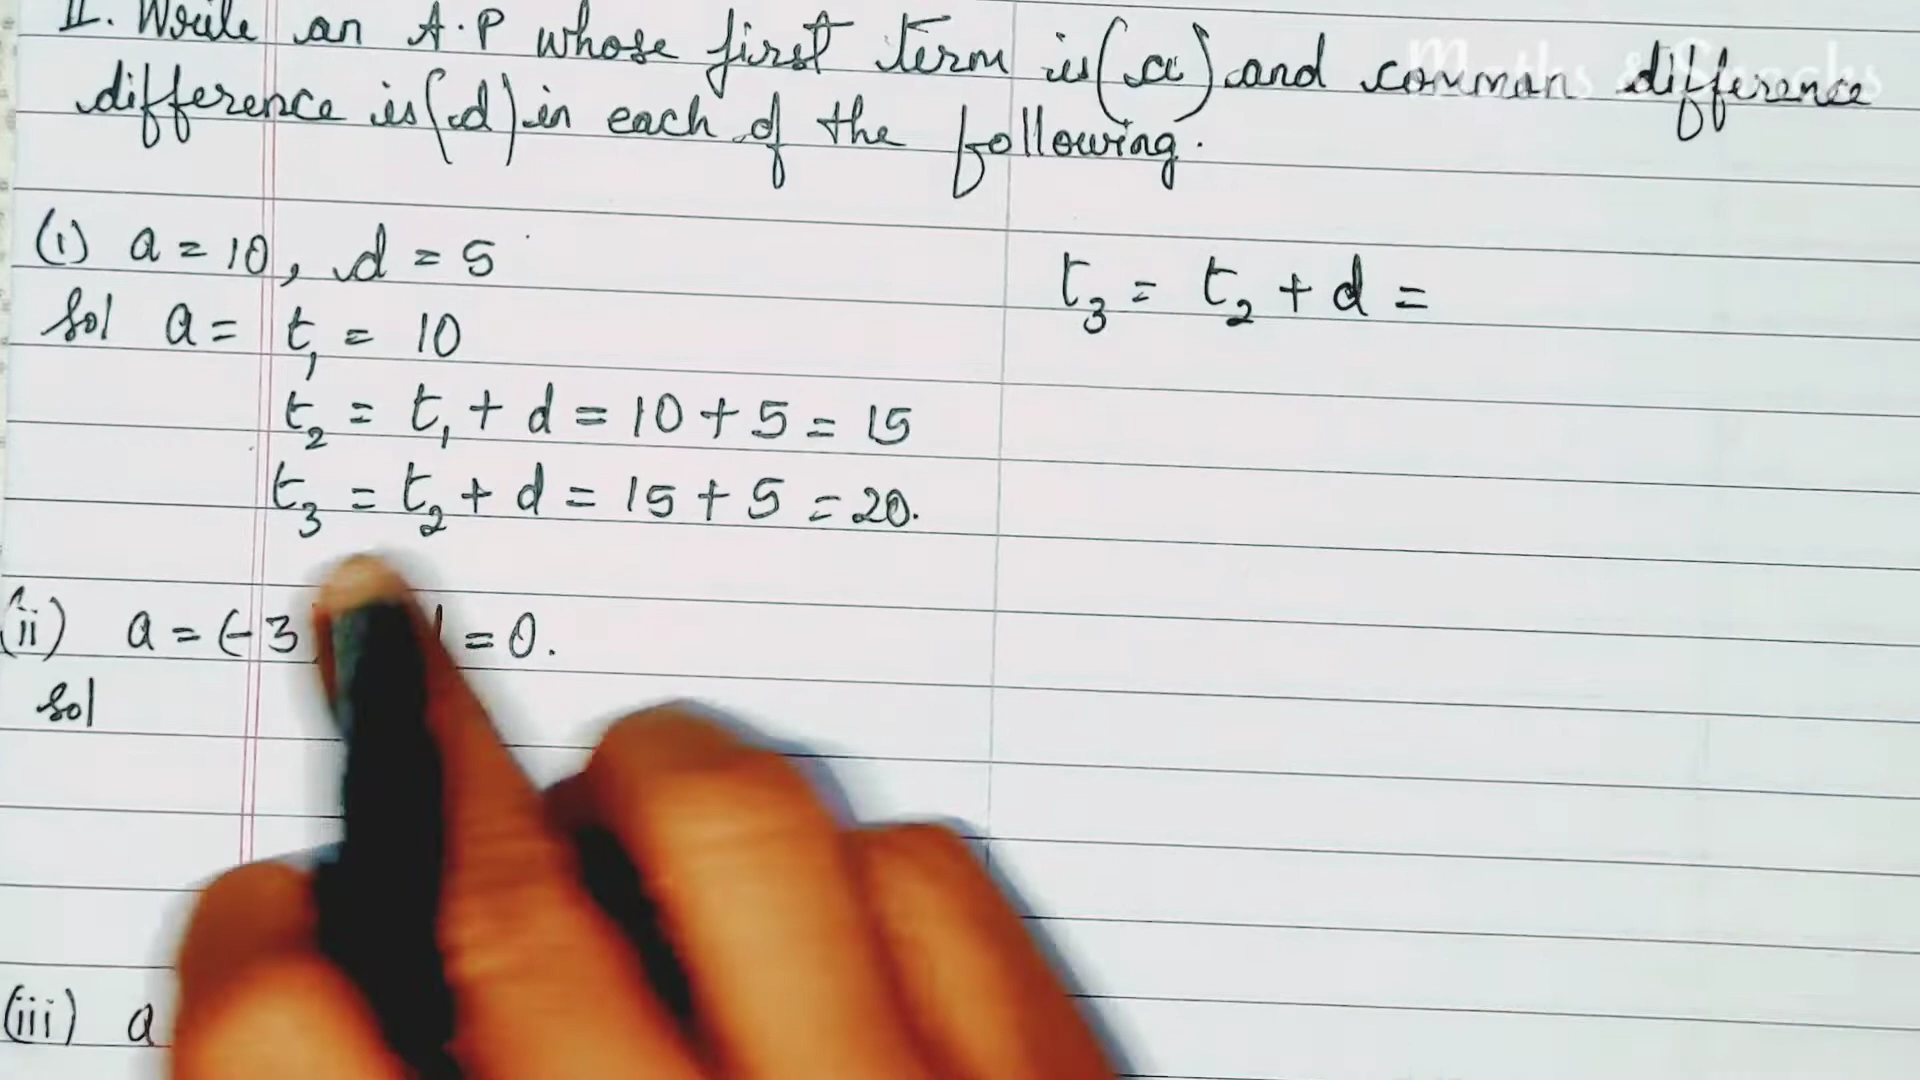 II. Write an A.P whose first term is (a) and common difference
difference is (d) in each of the following.
(i) a = 10, d = 5
Sol a = t1 = 10
t2 = t1 + d = 10 + 5 = 15
t3 = t2 + d = 15 + 5 = 20.
(ii) a = (-3 = 0.
Sol
(iii) a
t3 = t2 + d =
Maths & Snacks